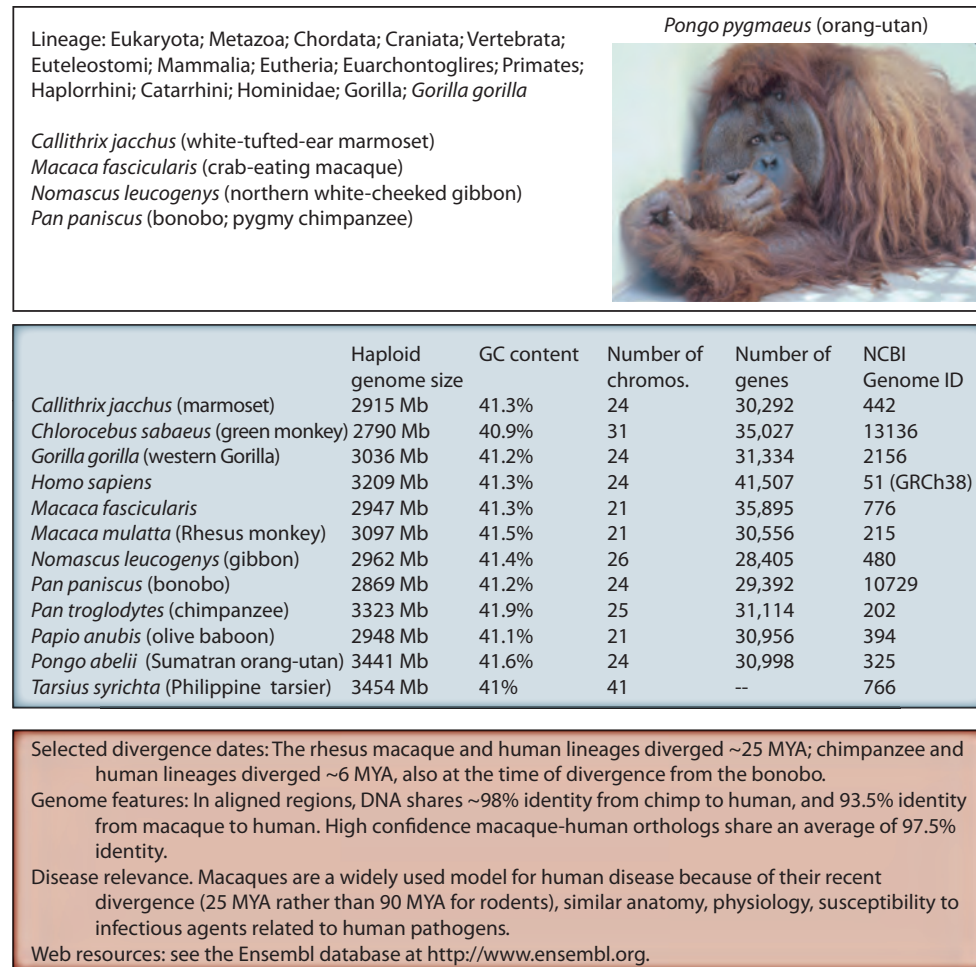 Pongo pygmaeus (orang-utan)
Lineage: Eukaryota; Metazoa; Chordata; Craniata; Vertebrata;
Euteleostomi; Mammalia; Eutheria; Euarchontoglires; Primates;
Haplorrhini; Catarrhini; Hominidae; Gorilla; Gorilla gorilla
Callithrix jacchus (white-tufted-ear marmoset)
Macaca fascicularis (crab-eating macaque)
Nomascus leucogenys (northern white-cheeked gibbon)
Pan paniscus (bonobo; pygmy chimpanzee)
Haploid GC content Number of Number of NCBI
genome size chromos. genes Genome ID
Callithrix jacchus (marmoset) 2915 Mb 41.3% 24 30,292 442
Chlorocebus sabaeus (green monkey) 2790 Mb 40.9% 31 35,027 13136
Gorilla gorilla (western Gorilla) 3036 Mb 41.2% 24 31,334 2156
Homo sapiens 3209 Mb 41.3% 24 41,507 51 (GRCh38)
Macaca fascicularis 2947 Mb 41.3% 21 35,895 776
Macaca mulatta (Rhesus monkey) 3097 Mb 41.5% 21 30,556 215
Nomascus leucogenys (gibbon) 2962 Mb 41.4% 26 28,405 480
Pan paniscus (bonobo) 2869 Mb 41.2% 24 29,392 10729
Pan troglodytes (chimpanzee) 3323 Mb 41.9% 25 31,114 202
Papio anubis (olive baboon) 2948 Mb 41.1% 21 30,956 394
Pongo abelii (Sumatran orang-utan) 3441 Mb 41.6% 24 30,998 325
Tarsius syrichta (Philippine tarsier) 3454 Mb 41% 41 -- 766
Selected divergence dates: The rhesus macaque and human lineages diverged ~25 MYA; chimpanzee and
human lineages diverged ~6 MYA, also at the time of divergence from the bonobo.
Genome features: In aligned regions, DNA shares ~98% identity from chimp to human, and 93.5% identity
from macaque to human. High confidence macaque-human orthologs share an average of 97.5%
identity.
Disease relevance. Macaques are a widely used model for human disease because of their recent
divergence (25 MYA rather than 90 MYA for rodents), similar anatomy, physiology, susceptibility to
infectious agents related to human pathogens.
Web resources: see the Ensembl database at http://www.ensembl.org.